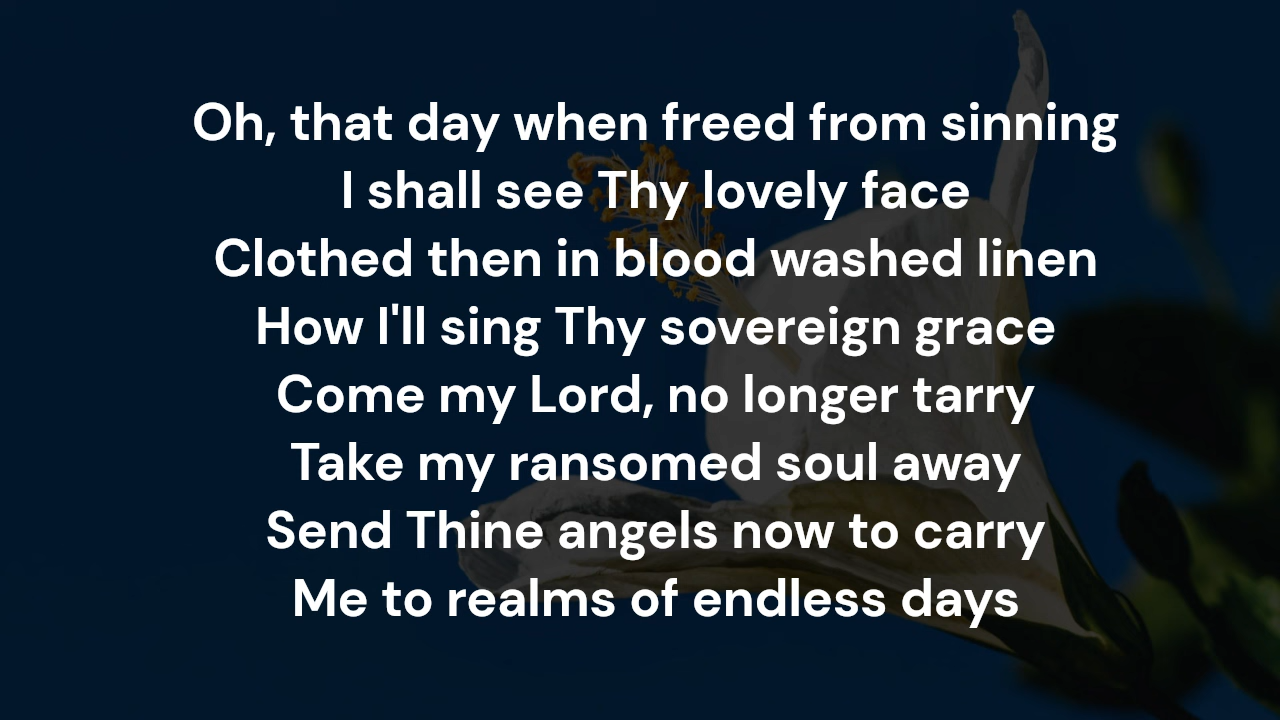 Oh, that day when freed from sinning
I shall see Thy lovely face
Clothed then in blood washed linen
How I'll sing Thy sovereign grace
Come my Lord, no longer tarry
Take my ransomed soul away
Send Thine angels now to carry
Me to realms of endless days